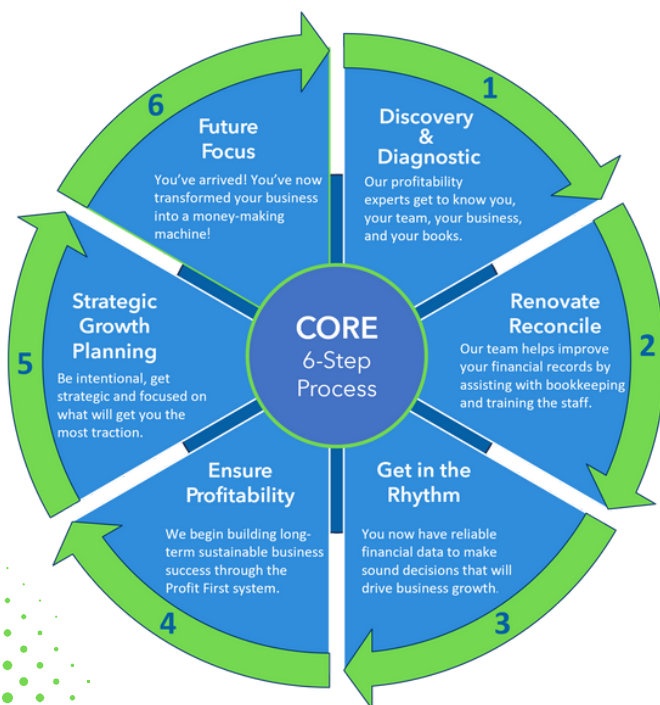 CORE
6-Step
Process
1
Discovery
&
Diagnostic
Our profitability
experts get to know you,
your team, your business,
and your books.
2
Renovate
Reconcile
Our team helps improve
your financial records by
assisting with bookkeeping
and training the staff.
3
Get in the
Rhythm
You now have reliable
financial data to make
sound decisions that will
drive business growth.
4
Ensure
Profitability
We begin building long-
term sustainable business
success through the
Profit First system.
5
Strategic
Growth
Planning
Be intentional, get
strategic and focused on
what will get you the
most traction.
6
Future
Focus
You've arrived! You've now
transformed your business
into a money-making
machine!